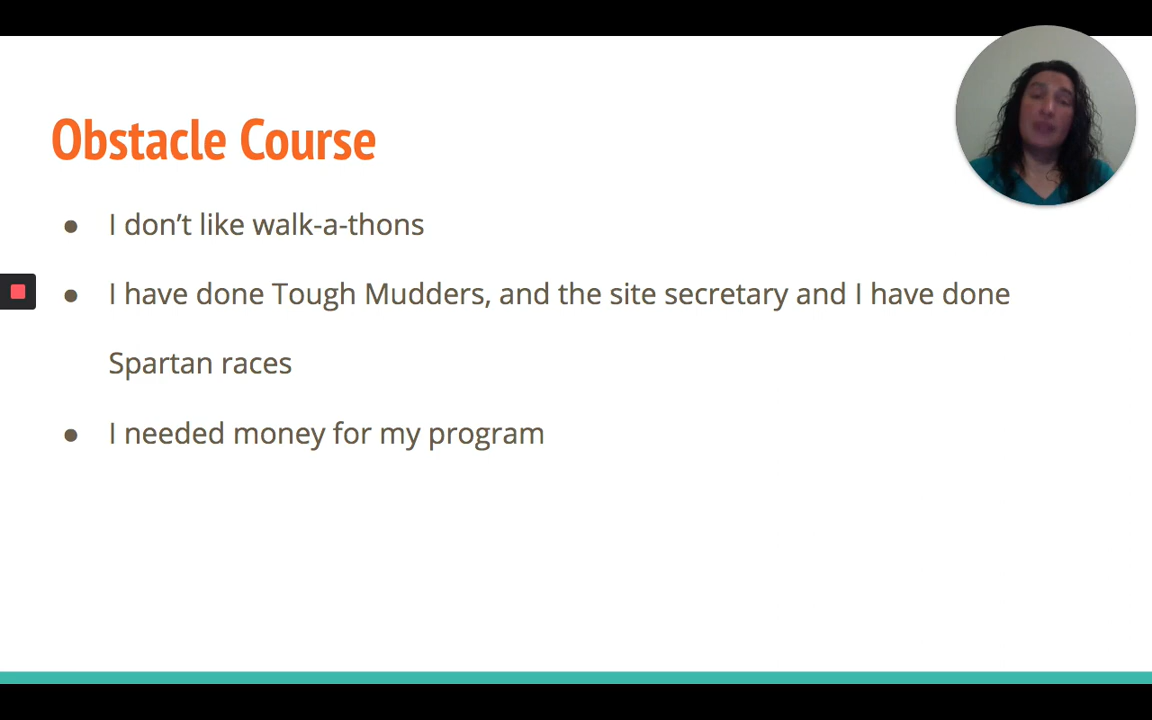 Obstacle Course
● I don’t like walk-a-thons
● I have done Tough Mudders, and the site secretary and I have done
Spartan races
● I needed money for my program